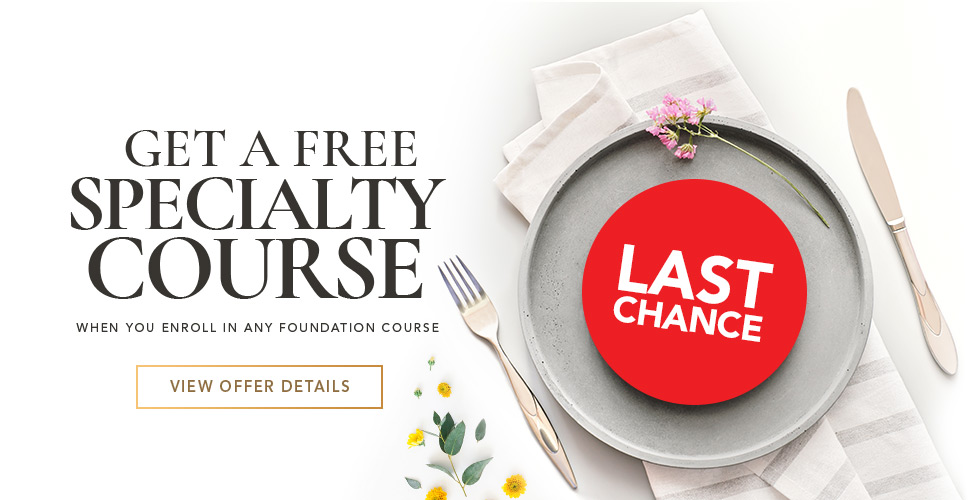 GET A FREE
SPECIALTY
COURSE
WHEN YOU ENROLL IN ANY FOUNDATION COURSE
VIEW OFFER DETAILS
LAST
CHANCE